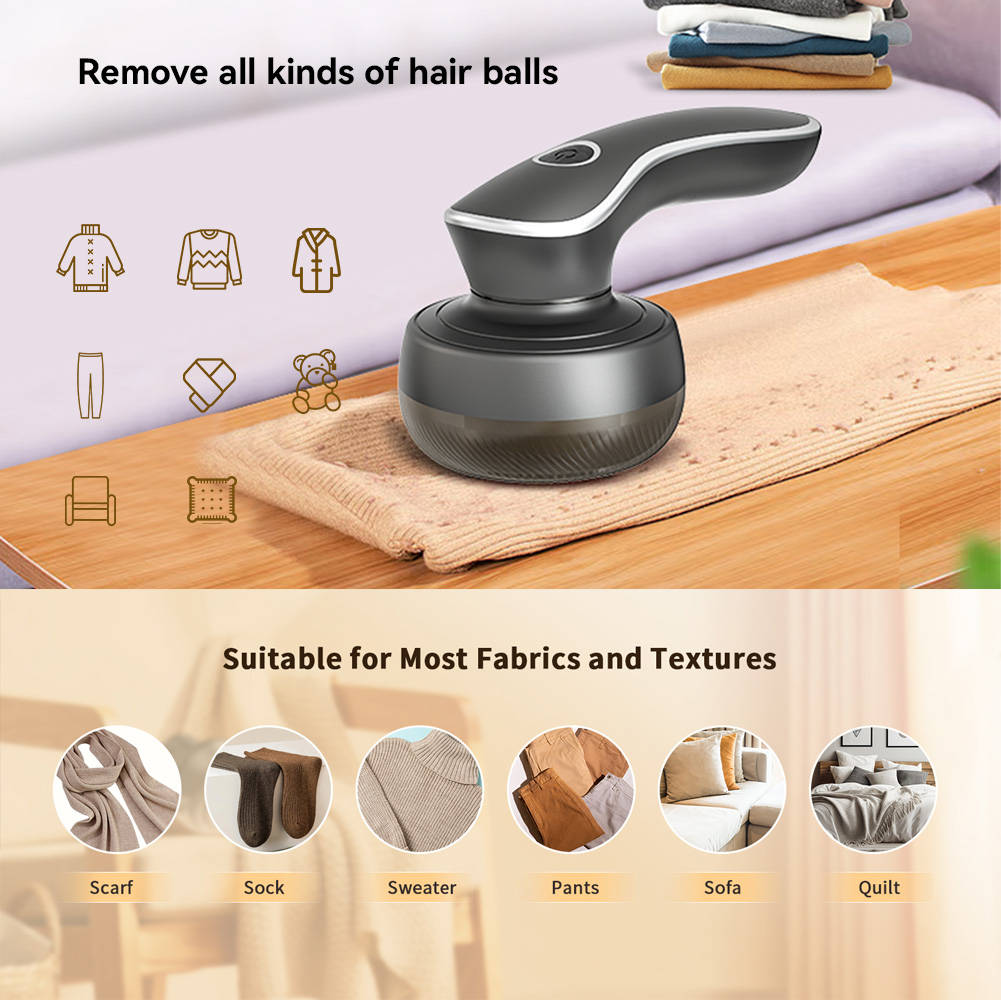 Remove all kinds of hair balls
Suitable for Most Fabrics and Textures
Scarf
Sock
Sweater
Pants
Sofa
Quilt